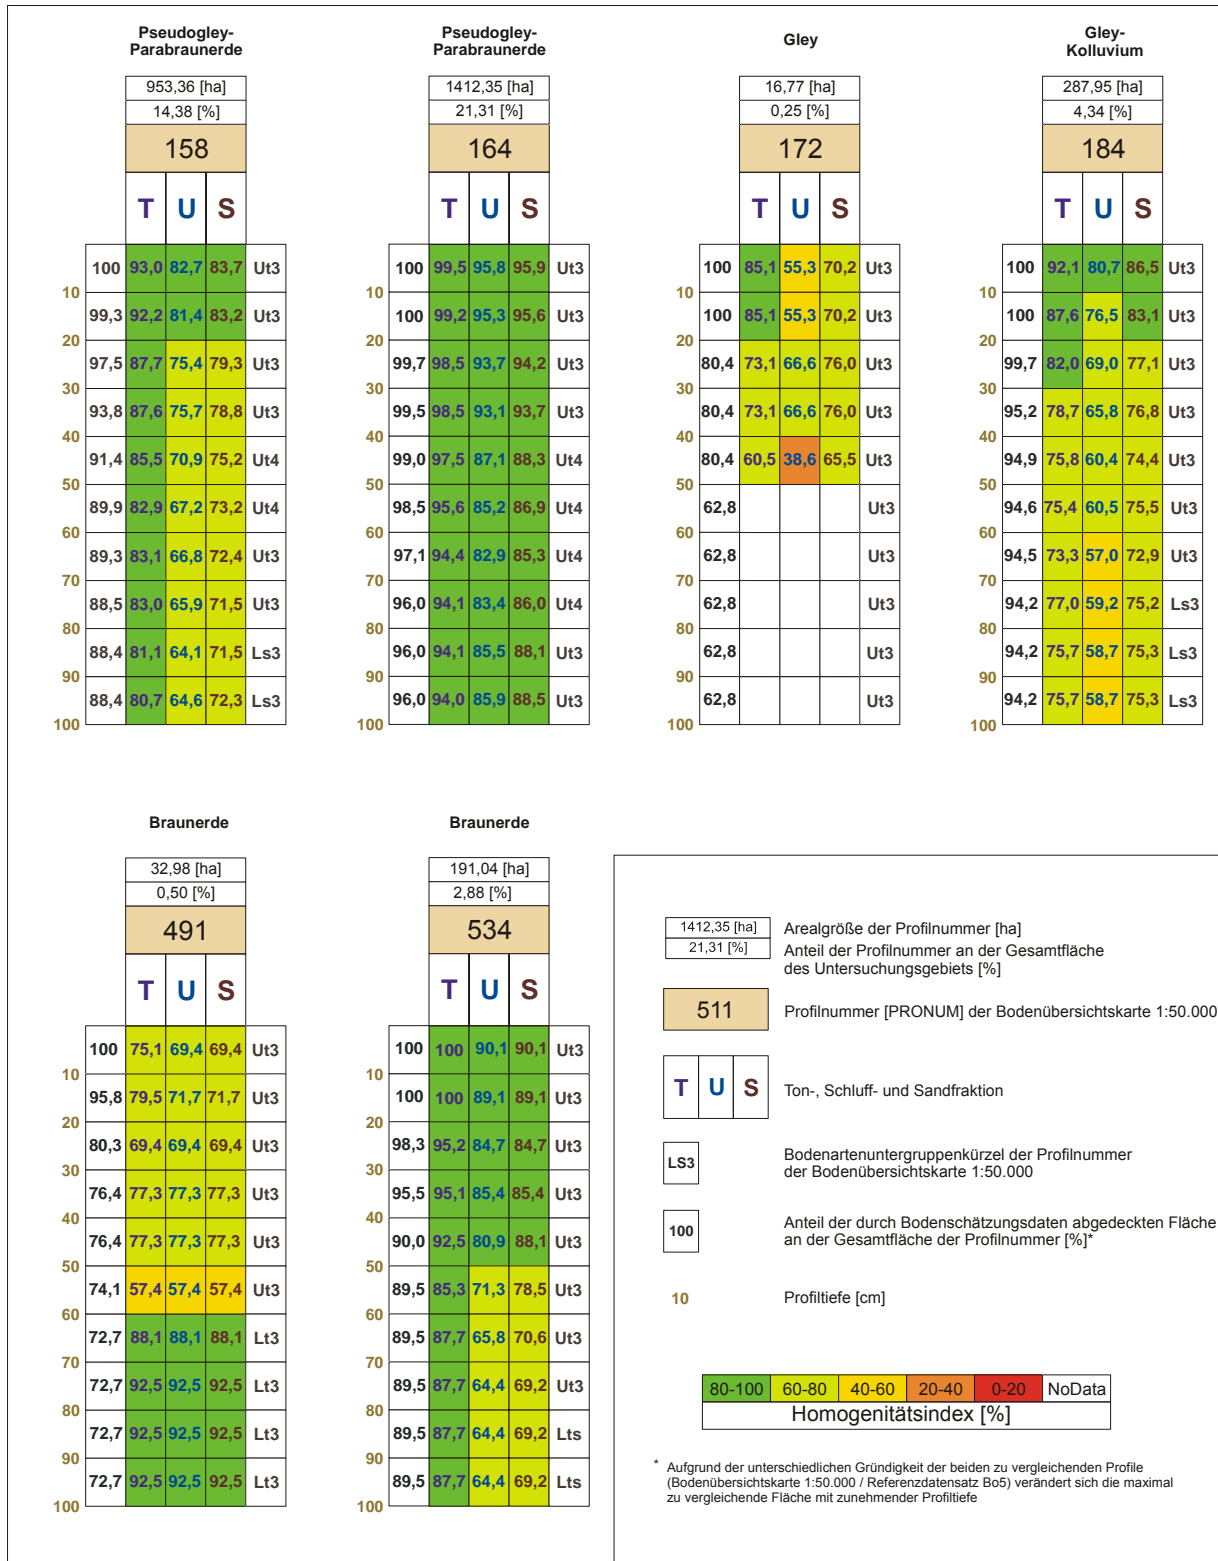 Pseudogley-
Parabraunerde
953,36 [ha]
14,38 [%]
158
T U S
100 93,0 82,7 83,7 Ut3
10
99,3 92,2 81,4 83,2 Ut3
20
97,5 87,7 75,4 79,3 Ut3
30
93,8 87,6 75,7 78,8 Ut3
40
91,4 85,5 70,9 75,2 Ut4
50
89,9 82,9 67,2 73,2 Ut4
60
89,3 83,1 66,8 72,4 Ut3
70
88,5 83,0 65,9 71,5 Ut3
80
88,4 81,1 64,1 71,5 Ls3
90
88,4 80,7 64,6 72,3 Ls3
100
Pseudogley-
Parabraunerde
1412,35 [ha]
21,31 [%]
164
T U S
100 99,5 95,8 95,9 Ut3
10
100 99,2 95,3 95,6 Ut3
20
99,7 98,5 93,7 94,2 Ut3
30
99,5 98,5 93,1 93,7 Ut3
40
99,0 97,5 87,1 88,3 Ut4
50
98,5 95,6 85,2 86,9 Ut4
60
97,1 94,4 82,9 85,3 Ut4
70
96,0 94,1 83,4 86,0 Ut4
80
96,0 94,1 85,5 88,1 Ut3
90
96,0 94,0 85,9 88,5 Ut3
100
Gley
16,77 [ha]
0,25 [%]
172
T U S
100 85,1 55,3 70,2 Ut3
10
100 85,1 55,3 70,2 Ut3
20
80,4 73,1 66,6 76,0 Ut3
30
80,4 73,1 66,6 76,0 Ut3
40
80,4 60,5 38,6 65,5 Ut3
50
62,8 Ut3
60
62,8 Ut3
70
62,8 Ut3
80
62,8 Ut3
90
62,8 Ut3
100
Gley-
Kolluvium
287,95 [ha]
4,34 [%]
184
T U S
100 92,1 80,7 86,5 Ut3
10
100 87,6 76,5 83,1 Ut3
20
99,7 82,0 69,0 77,1 Ut3
30
95,2 78,7 65,8 76,8 Ut3
40
94,9 75,8 60,4 74,4 Ut3
50
94,6 75,4 60,5 75,5 Ut3
60
94,5 73,3 57,0 72,9 Ut3
70
94,2 77,0 59,2 75,2 Ls3
80
94,2 75,7 58,7 75,3 Ls3
90
94,2 75,7 58,7 75,3 Ls3
100
Braunerde
32,98 [ha]
0,50 [%]
491
T U S
100 75,1 69,4 69,4 Ut3
10
95,8 79,5 71,7 71,7 Ut3
20
80,3 69,4 69,4 69,4 Ut3
30
76,4 77,3 77,3 77,3 Ut3
40
76,4 77,3 77,3 77,3 Ut3
50
74,1 57,4 57,4 57,4 Ut3
60
72,7 88,1 88,1 88,1 Lt3
70
72,7 92,5 92,5 92,5 Lt3
80
72,7 92,5 92,5 92,5 Lt3
90
72,7 92,5 92,5 92,5 Lt3
100
Braunerde
191,04 [ha]
2,88 [%]
534
T U S
100 100 90,1 90,1 Ut3
10
100 100 89,1 89,1 Ut3
20
98,3 95,2 84,7 84,7 Ut3
30
95,5 95,1 85,4 85,4 Ut3
40
90,0 92,5 80,9 88,1 Ut3
50
89,5 85,3 71,3 78,5 Ut3
60
89,5 87,7 65,8 70,6 Ut3
70
89,5 87,7 64,4 69,2 Ut3
80
89,5 87,7 64,4 69,2 Lts
90
89,5 87,7 64,4 69,2 Lts
100
1412,35 [ha] Arealgröße der Profilnummer [ha]
21,31 [%] Anteil der Profilnummer an der Gesamtfläche
des Untersuchungsgebiets [%]
511 Profilnummer [PRONUM] der Bodenübersichtskarte 1:50.000
T U S Ton-, Schluff- und Sandfraktion
LS3 Bodenartenuntergruppenkürzel der Profilnummer
der Bodenübersichtskarte 1:50.000
100 Anteil der durch Bodenschätzungsdaten abgedeckten Fläche
an der Gesamtfläche der Profilnummer [%]*
10 Profiltiefe [cm]
80-100 60-80 40-60 20-40 0-20 NoData
Homogenitätsindex [%]
* Aufgrund der unterschiedlichen Gründigkeit der beiden zu vergleichenden Profile
(Bodenübersichtskarte 1:50.000 / Referenzdatensatz Bo5) verändert sich die maximal
zu vergleichende Fläche mit zunehmender Profiltiefe